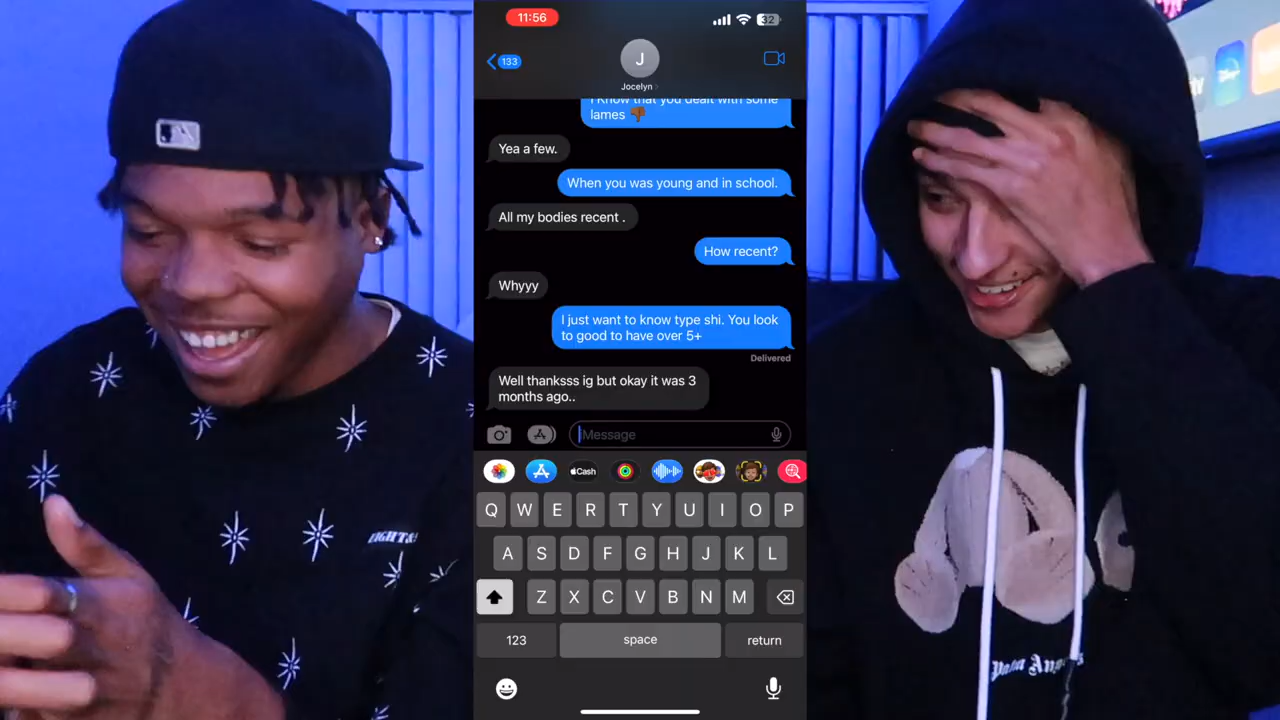 11:56
32
133
J
Jocelyn
I Know that you dealt with some
lames
Yea a few.
When you was young and in school.
All my bodies recent .
How recent?
Whyyy
I just want to know type shi. You look
to good to have over 5+
Delivered
Well thanksss ig but okay it was 3
months ago..
Message
Cash
Q W E R T Y U I O P
A S D F G H J K L
Z X C V B N M
123 space return